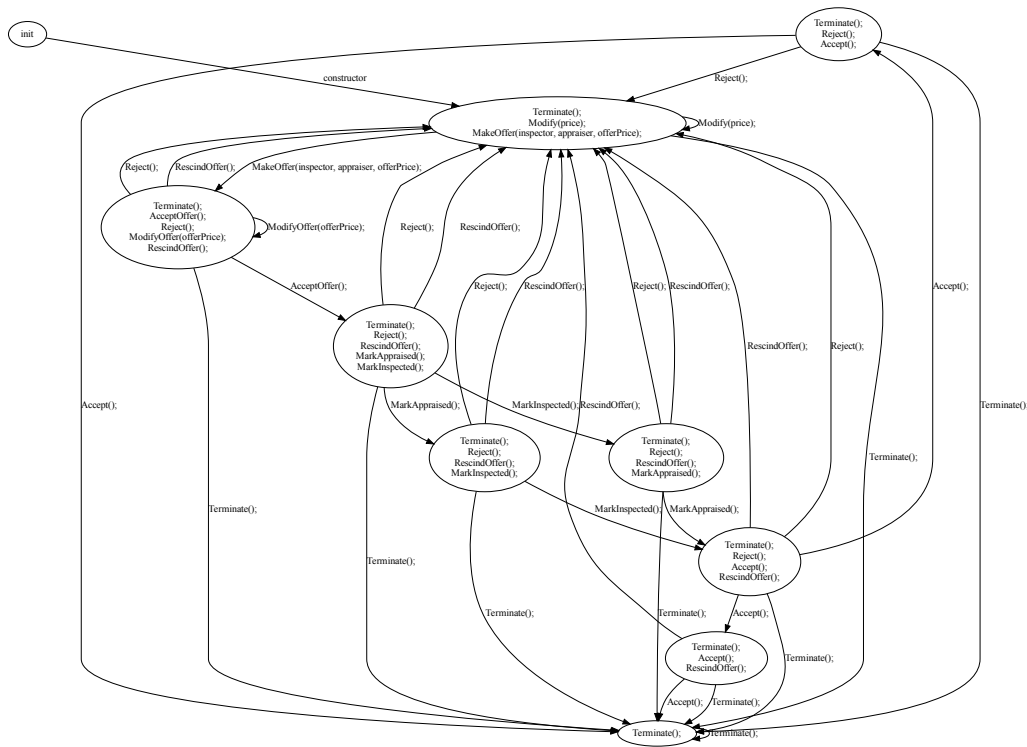 init
Terminate();
Reject();
Accept();
constructor
Reject();
Terminate();
Modify(price);
MakeOffer(inspector, appraiser, offerPrice);
Modify(price);
Reject();
RescindOffer();
MakeOffer(inspector, appraiser, offerPrice);
Terminate();
AcceptOffer();
Reject();
ModifyOffer(offerPrice);
RescindOffer();
ModifyOffer(offerPrice);
Reject();
RescindOffer();
AcceptOffer();
Reject();
RescindOffer();
Reject();
RescindOffer();
Accept();
Terminate();
Reject();
RescindOffer();
MarkAppraised();
MarkInspected();
RescindOffer();
Reject();
Accept();
MarkAppraised();
MarkInspected();
RescindOffer();
Terminate()
Terminate();
Reject();
RescindOffer();
MarkInspected();
Terminate();
Reject();
RescindOffer();
MarkAppraised();
Terminate();
Terminate();
MarkInspected();
MarkAppraised();
Terminate();
Reject();
Accept();
RescindOffer();
Terminate();
Terminate();
Terminate();
Accept();
Terminate();
Accept();
RescindOffer();
Terminate();
Accept();
Terminate();
Terminate();
Terminate();